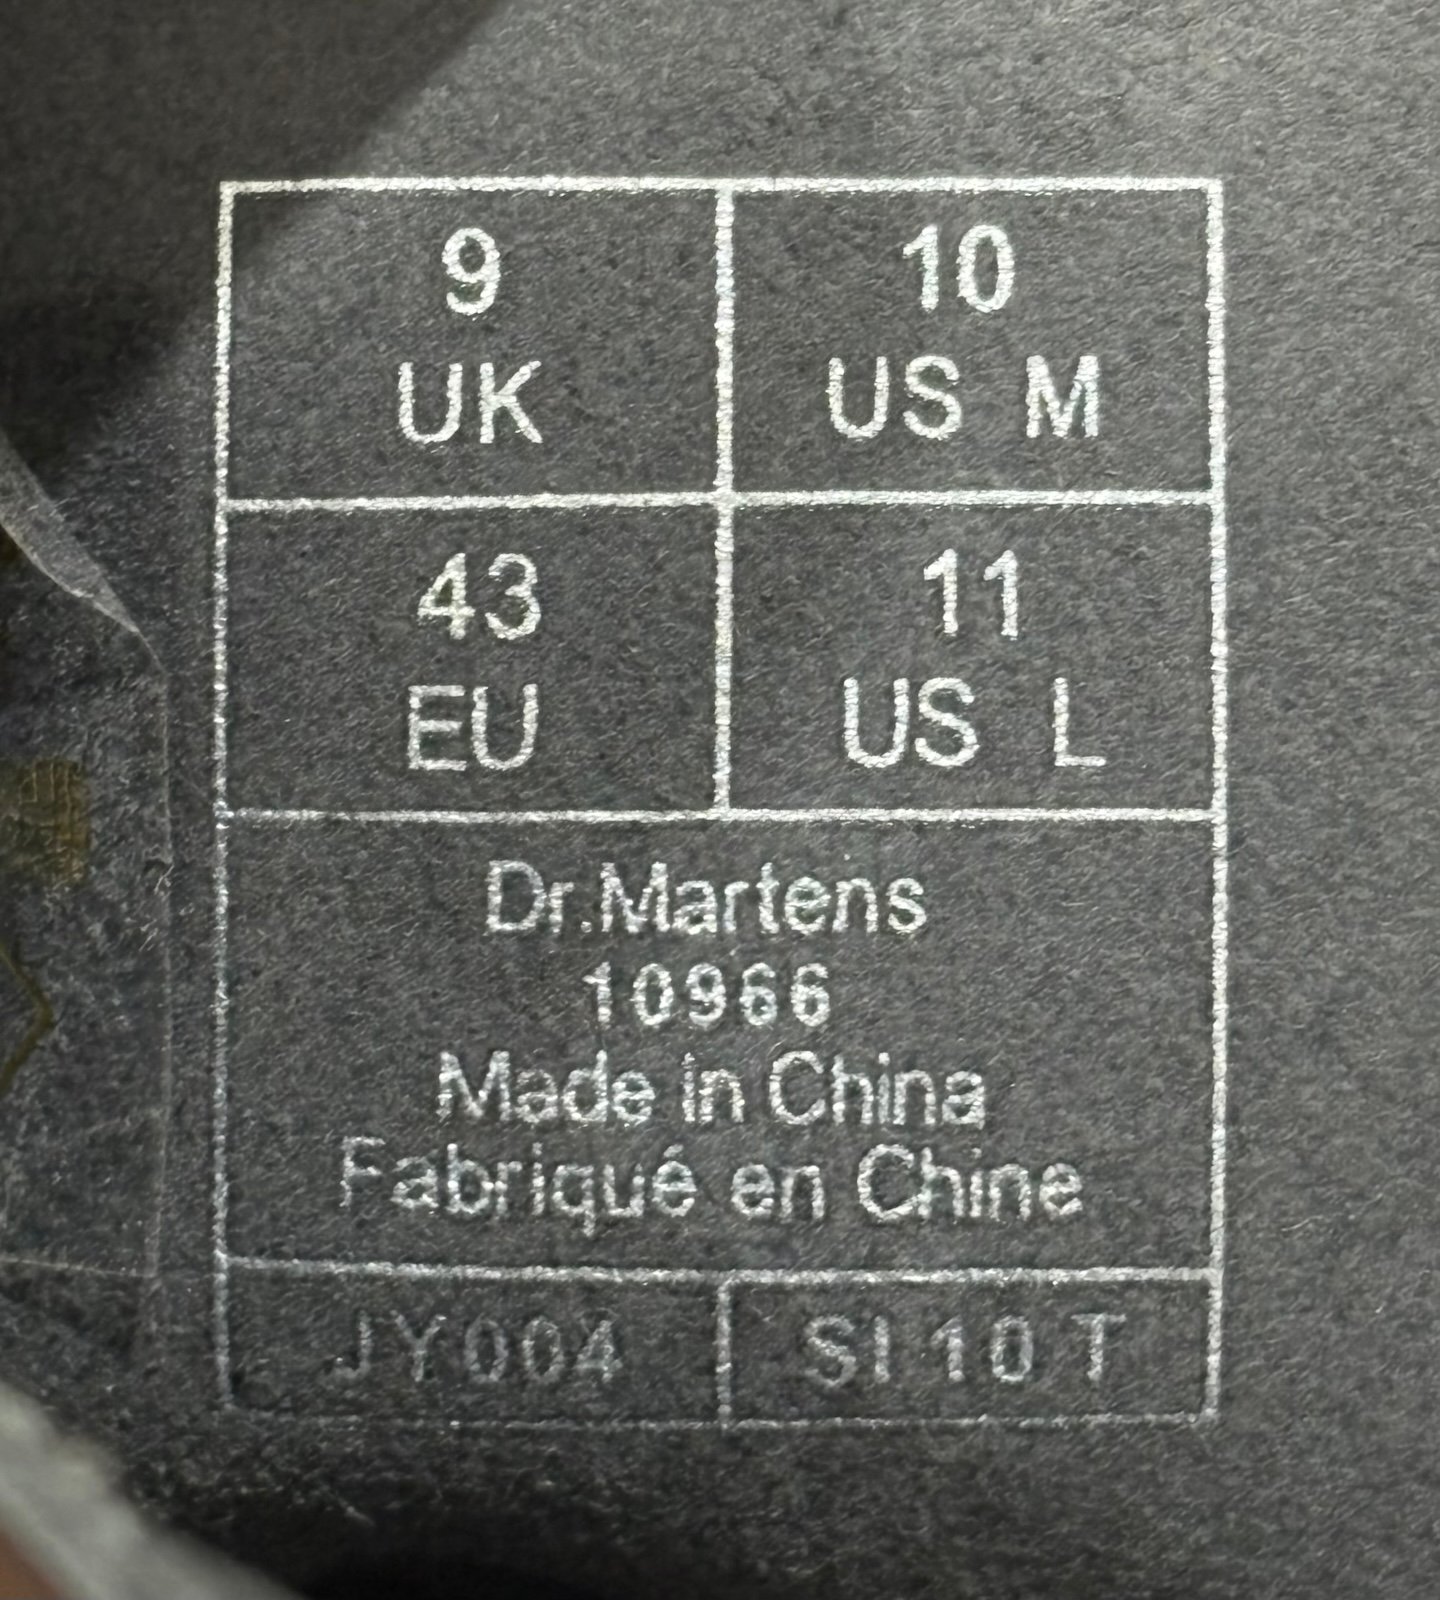 9
UK
10
US M
43
EU
11
US L
Dr.Martens
10966
Made in China
Fabriqué en Chine
JY004
SI 10 T